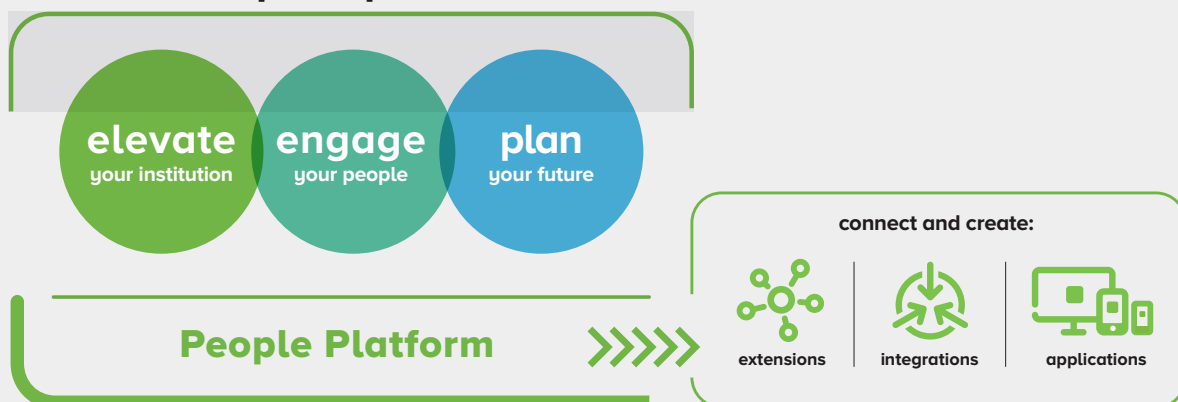 elevate
your institution
engage
your people
plan
your future
connect and create:
extensions
integrations
applications
People Platform